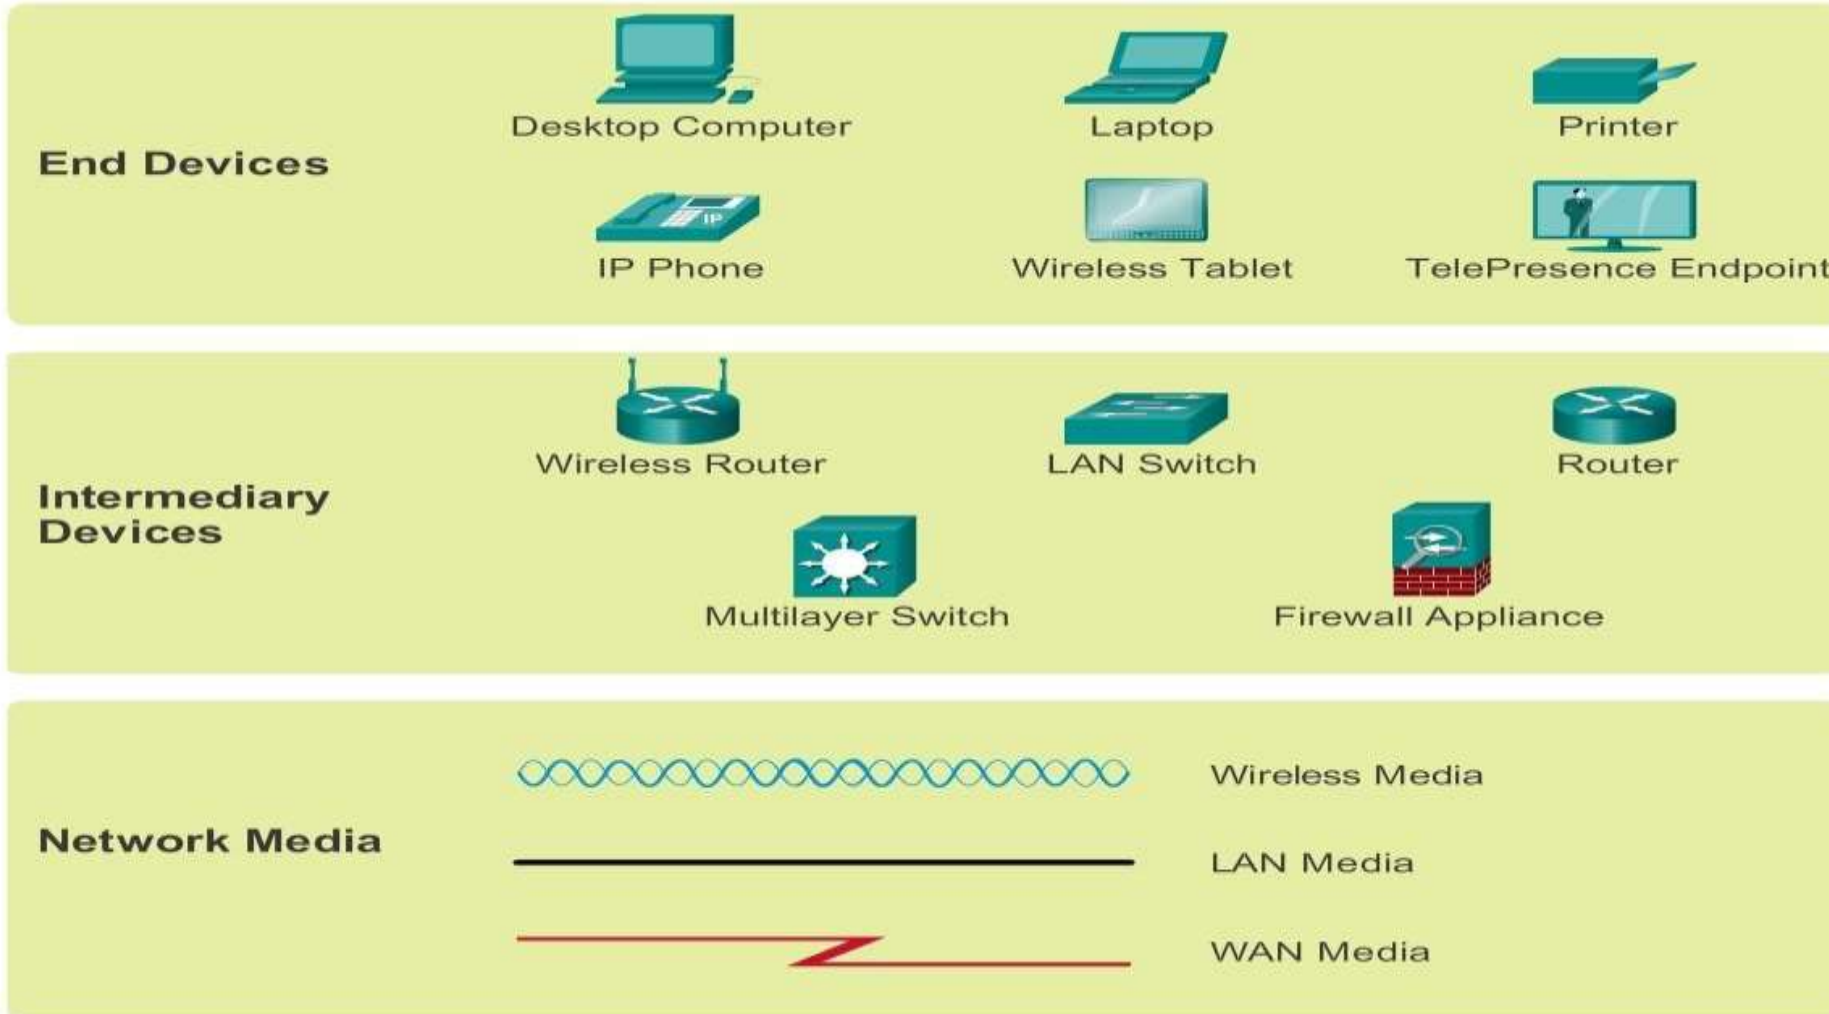 Desktop Computer
Laptop
Printer
End Devices
IP
IP Phone
Wireless Tablet
TelePresence Endpoint
Wireless Router
LAN Switch
Router
Intermediary
Devices
Multilayer Switch
Firewall Appliance
Wireless Media
Network Media
LAN Media
WAN Media